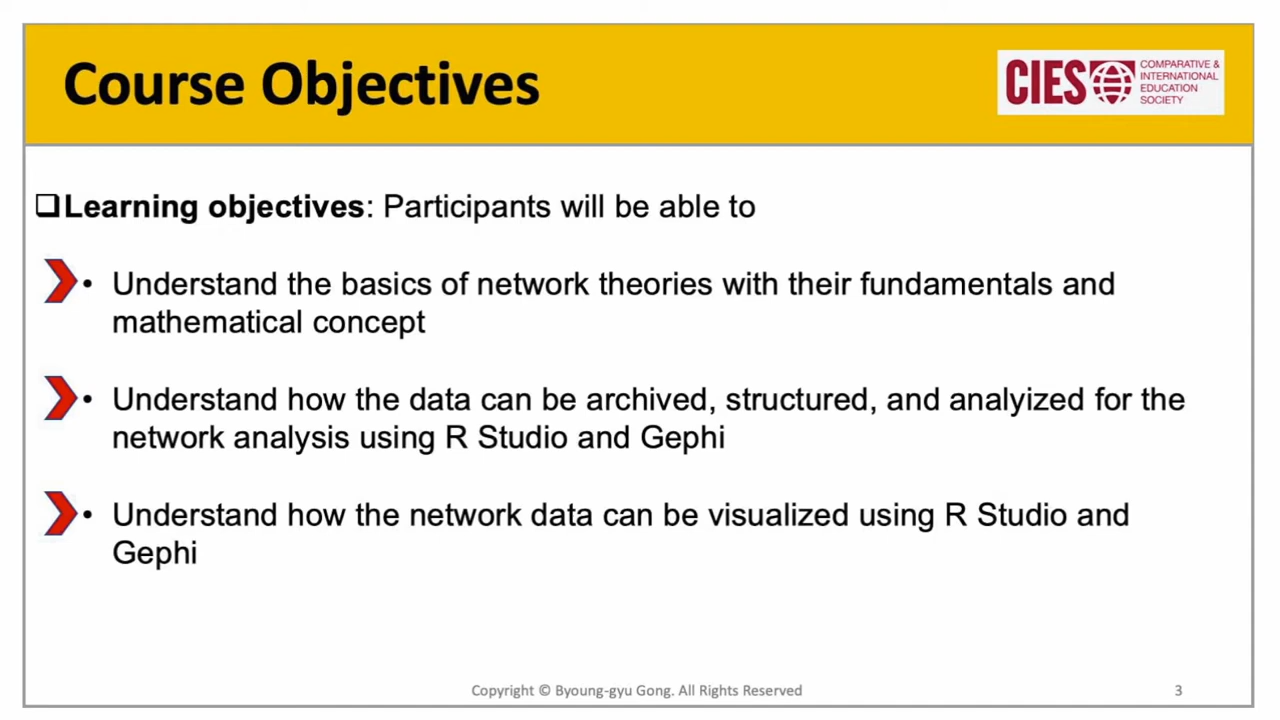 Course Objectives
CIES
COMPARATIVE &
INTERNATIONAL
EDUCATION
SOCIETY
Learning objectives: Participants will be able to
• Understand the basics of network theories with their fundamentals and
mathematical concept
• Understand how the data can be archived, structured, and analyized for the
network analysis using R Studio and Gephi
• Understand how the network data can be visualized using R Studio and
Gephi
Copyright © Byoung-gyu Gong. All Rights Reserved
3